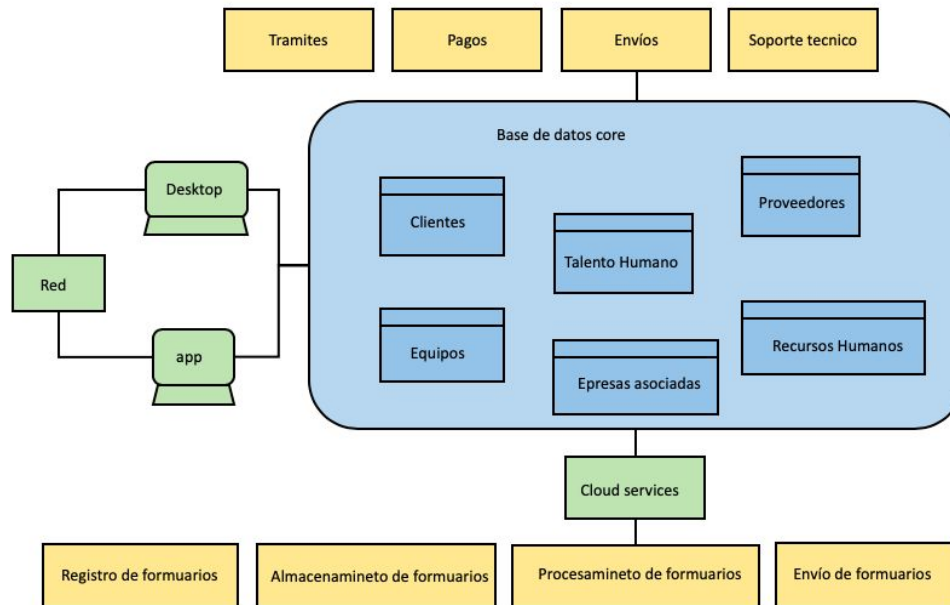 Tramites
Pagos
Envíos
Soporte tecnico
Base de datos core
Desktop
Clientes
Proveedores
Talento Humano
Red
app
Equipos
Recursos Humanos
Epresas asociadas
Cloud services
Registro de formuarios
Almacenamineto de formuarios
Procesamineto de formuarios
Envío de formuarios